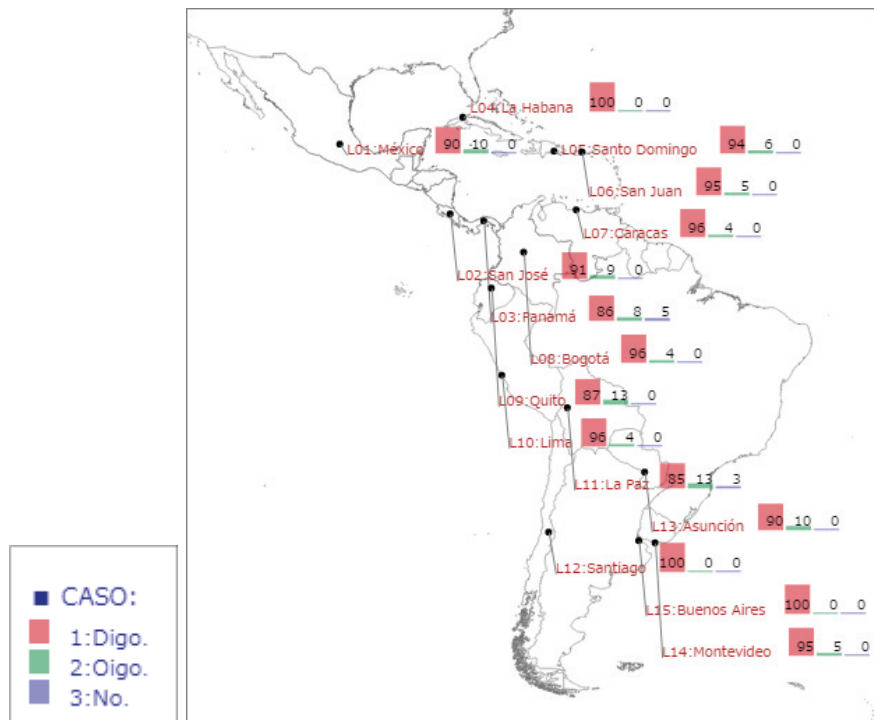 L04:La Habana 100 0 0
L01:México 90 10 0
L05:Santo Domingo 94 6 0
L06:San Juan 95 5 0
L07:Caracas 96 4 0
L02:San José 91 9 0
L03:Panamá 86 8 5
L08:Bogotá 96 4 0
L09:Quito 87 13 0
L10:Lima 96 4 0
L11:La Paz 85 13 3
L13:Asunción 90 10 0
L12:Santiago 100 0 0
L15:Buenos Aires 100 0 0
L14:Montevideo 95 5 0
CASO:
1:Digo.
2:Oigo.
3:No.